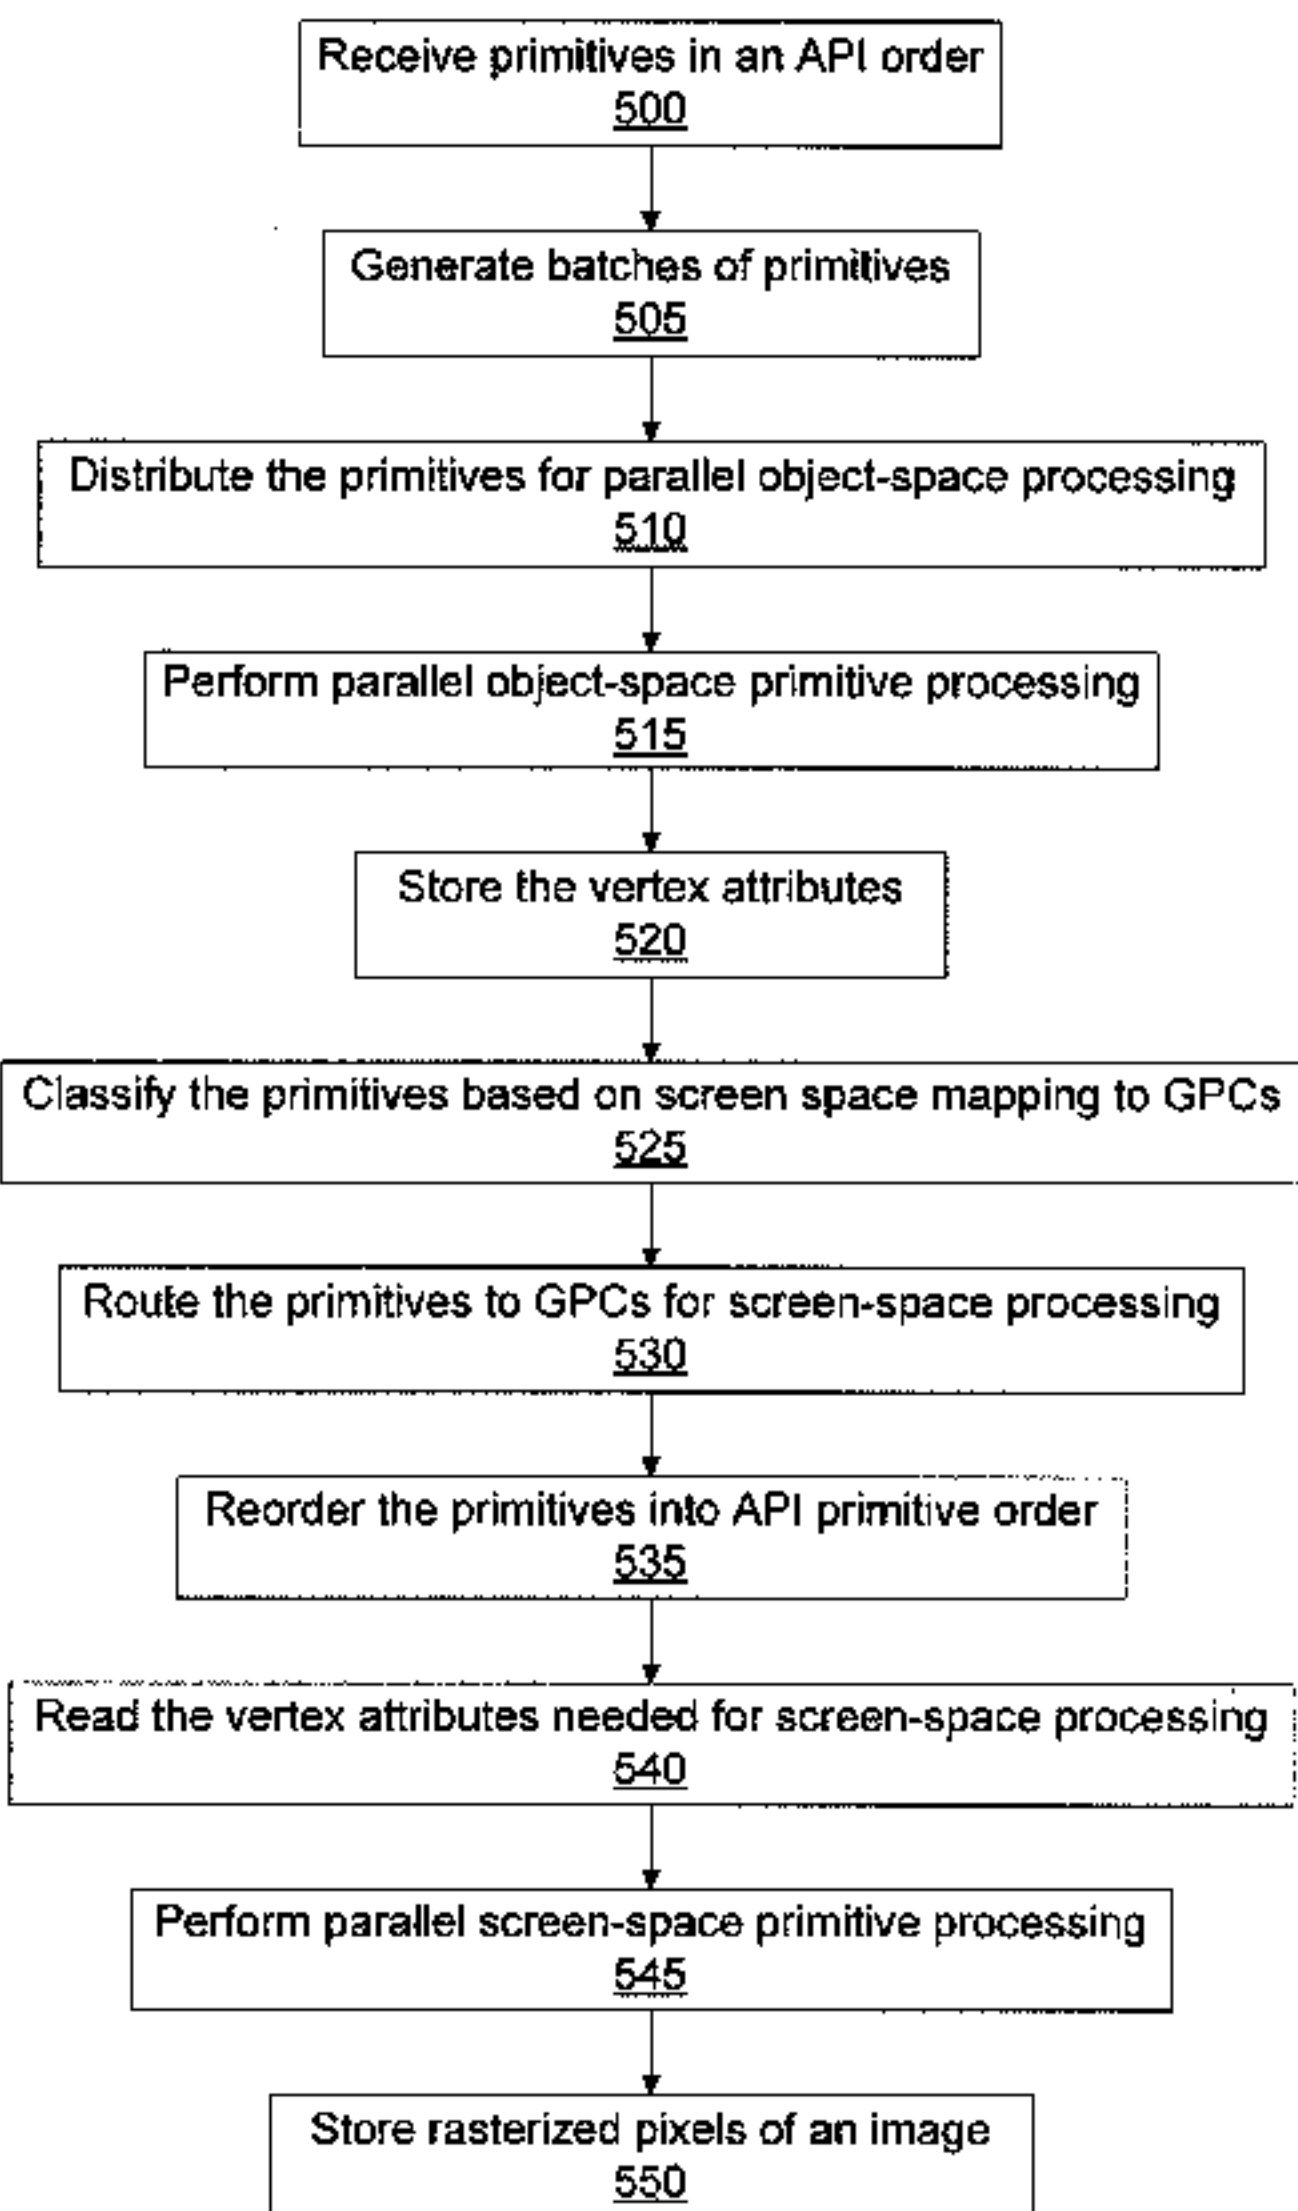 Receive primitives in an API order
500
Generate batches of primitives
505
Distribute the primitives for parallel object-space processing
510
Perform parallel object-space primitive processing
515
Store the vertex attributes
520
Classify the primitives based on screen space mapping to GPCs
525
Route the primitives to GPCs for screen-space processing
530
Reorder the primitives into API primitive order
535
Read the vertex attributes needed for screen-space processing
540
Perform parallel screen-space primitive processing
545
Store rasterized pixels of an image
550